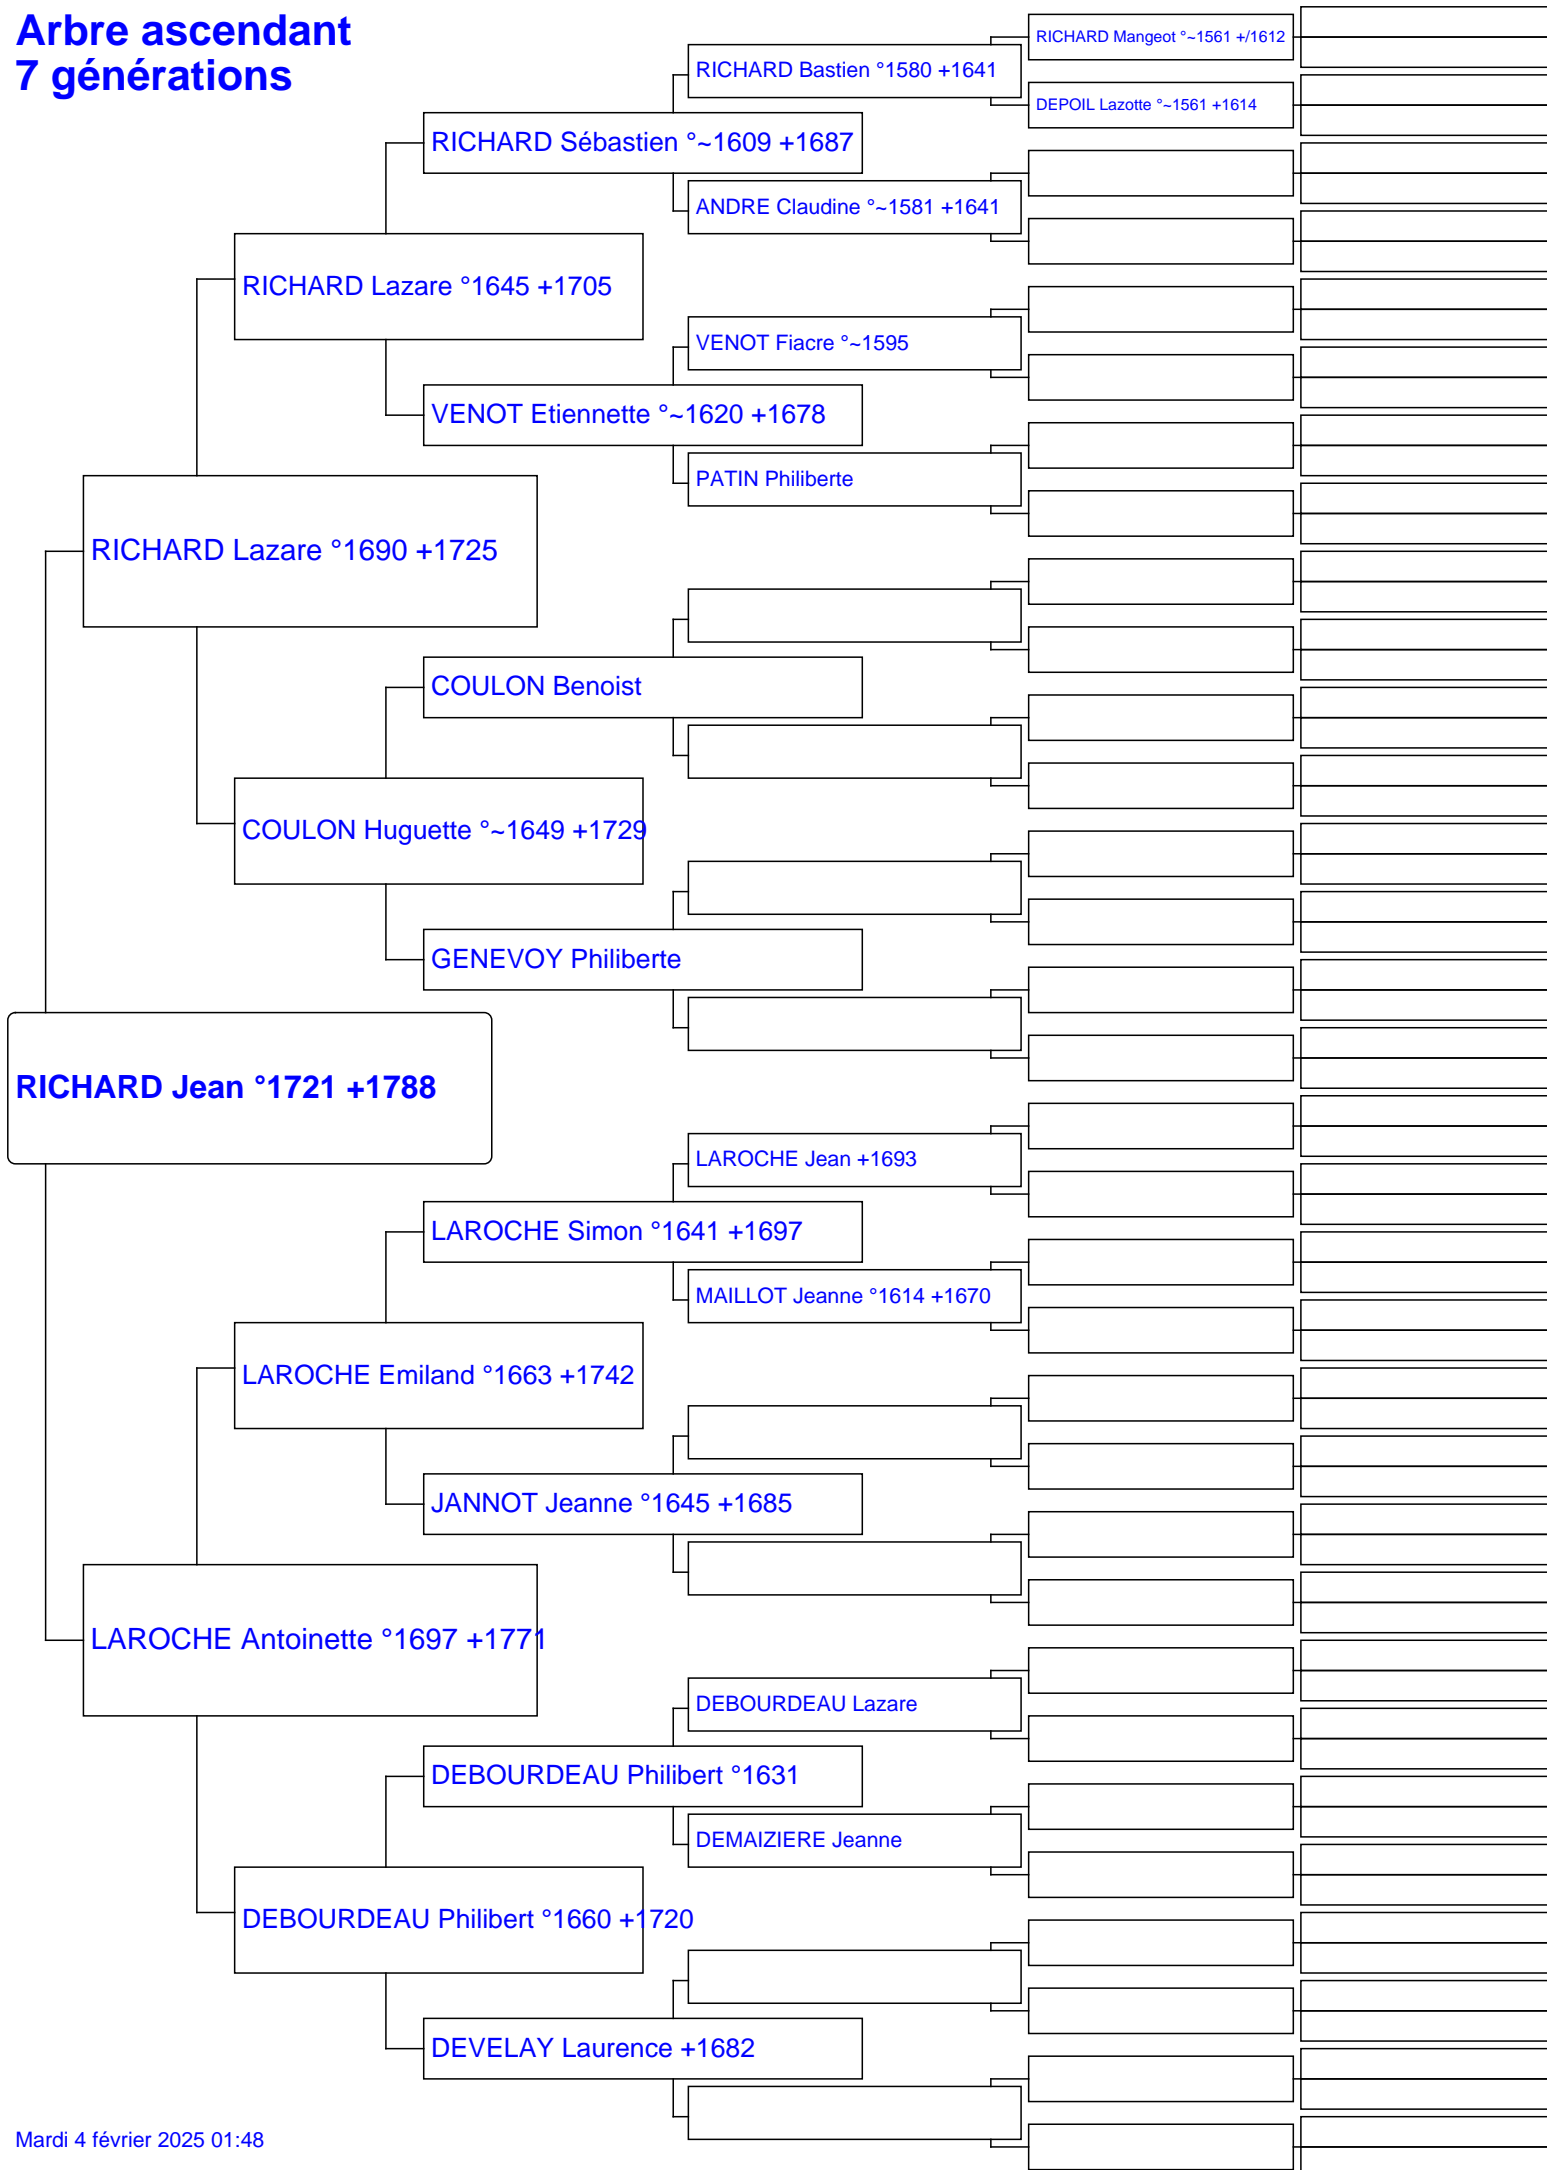 Arbre ascendant
7 générations
RICHARD Mangeot °~1561 +/1612
RICHARD Bastien °1580 +1641
DEPOIL Lazotte °~1561 +1614
RICHARD Sébastien °~1609 +1687
ANDRE Claudine °~1581 +1641
RICHARD Lazare °1645 +1705
VENOT Fiacre °~1595
VENOT Etiennette °~1620 +1678
PATIN Philiberte
RICHARD Lazare °1690 +1725
COULON Benoist
COULON Huguette °~1649 +1729
GENEVOY Philiberte
RICHARD Jean °1721 +1788
LAROCHE Jean +1693
LAROCHE Simon °1641 +1697
MAILLOT Jeanne °1614 +1670
LAROCHE Emiland °1663 +1742
JANNOT Jeanne °1645 +1685
LAROCHE Antoinette °1697 +1771
DEBOURDEAU Lazare
DEBOURDEAU Philibert °1631
DEMAIZIERE Jeanne
DEBOURDEAU Philibert °1660 +1720
DEVELAY Laurence +1682
Mardi 4 février 2025 01:48